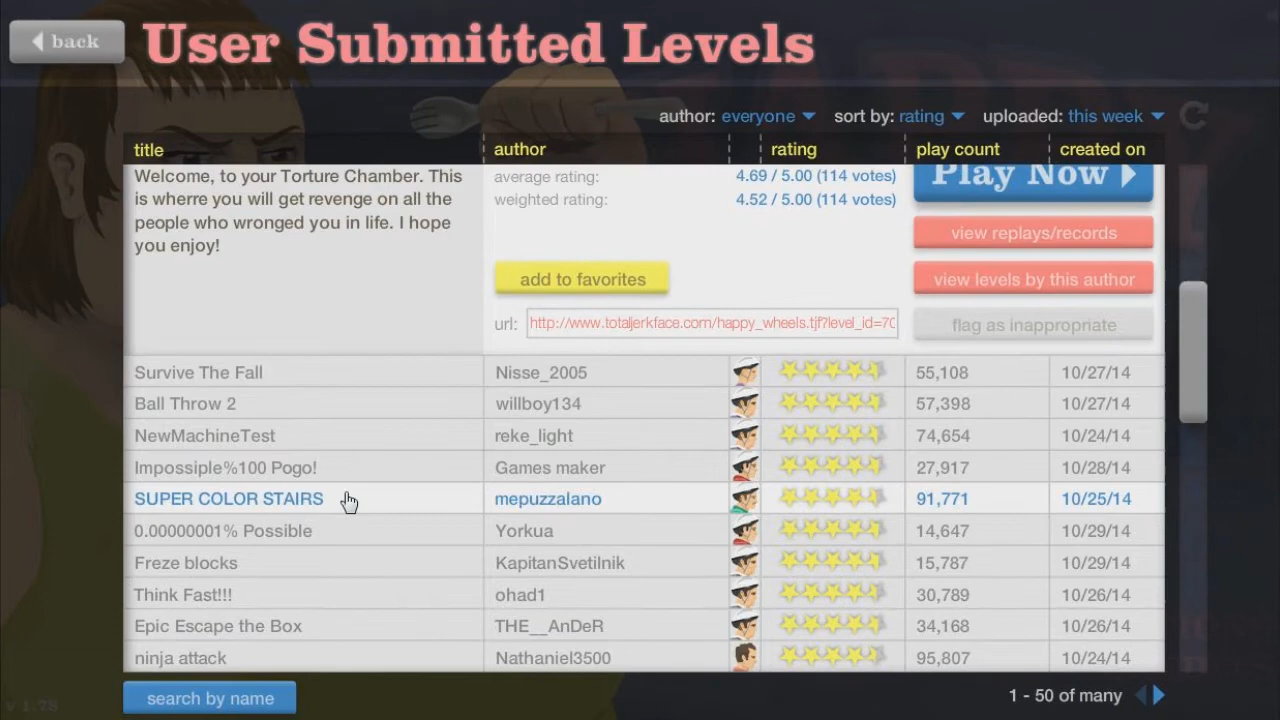 back
User Submitted Levels
author: everyone sort by: rating uploaded: this week
title author rating play count created on
Welcome, to your Torture Chamber. This
is wherre you will get revenge on all the
people who wronged you in life. I hope
you enjoy!
average rating: 4.69 / 5.00 (114 votes)
weighted rating: 4.52 / 5.00 (114 votes)
Play Now
view replays/records
add to favorites
view levels by this author
url: http://www.totaljerkface.com/happy_wheels.tjf?level_id=70
flag as inappropriate
Survive The Fall Nisse_2005 55,108 10/27/14
Ball Throw 2 willboy134 57,398 10/27/14
NewMachineTest reke_light 74,654 10/24/14
Impossiple%100 Pogo! Games maker 27,917 10/28/14
SUPER COLOR STAIRS mepuzzalano 91,771 10/25/14
0.00000001% Possible Yorkua 14,647 10/29/14
Freze blocks KapitanSvetilnik 15,787 10/29/14
Think Fast!!! ohad1 30,789 10/26/14
Epic Escape the Box THE__AnDeR 34,168 10/26/14
ninja attack Nathaniel3500 95,807 10/24/14
search by name
1 - 50 of many
v 1.78